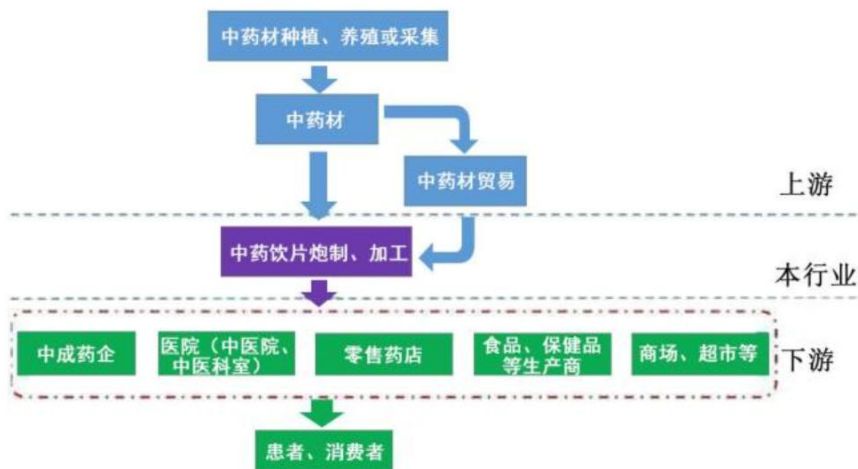 中药材种植、养殖或采集
中药材
中药材贸易
上游
中药饮片炮制、加工
本行业
中成药企
医院（中医院、
中医科室）
零售药店
食品、保健品
等生产商
商场、超市等
下游
患者、消费者